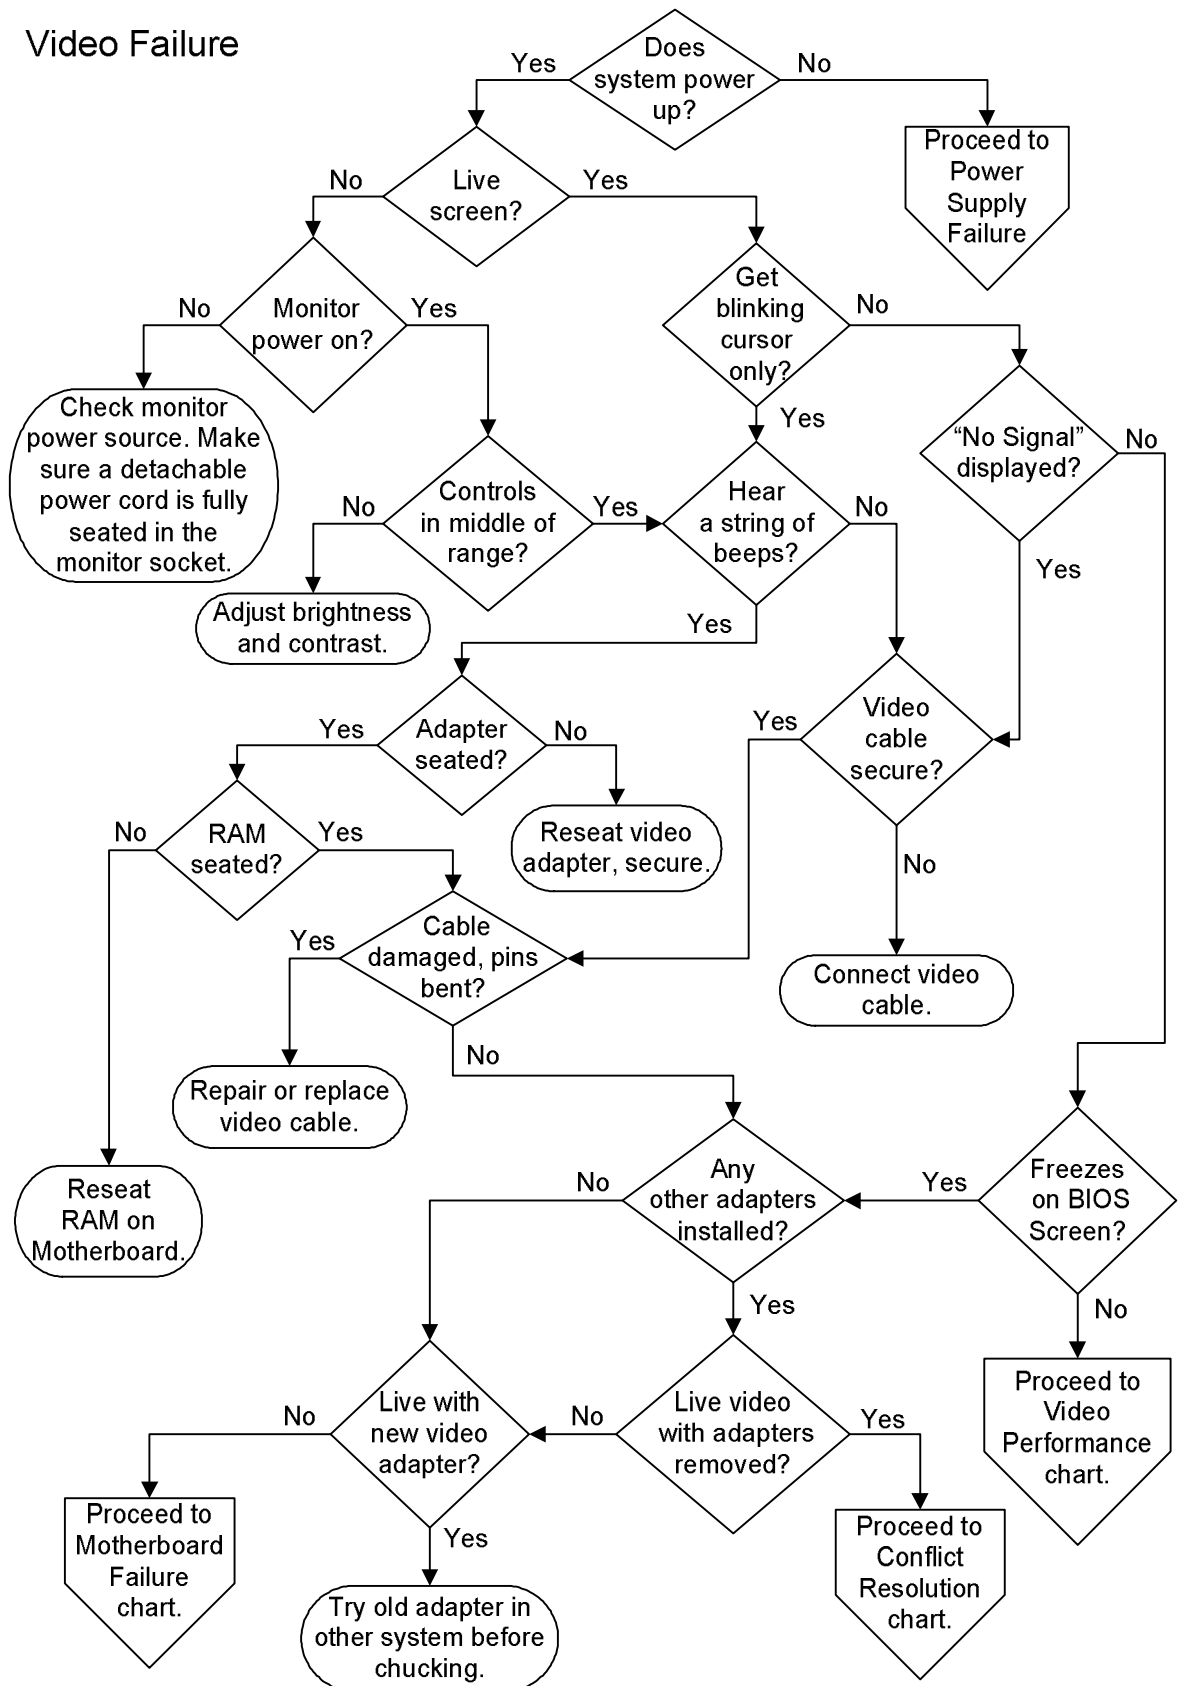 Video Failure
Does
system power
up?
Yes
No
Proceed to
Power
Supply
Failure
Live
screen?
No
Yes
Monitor
power on?
No
Yes
Get
blinking
cursor
only?
No
Yes
Check monitor
power source. Make
sure a detachable
power cord is fully
seated in the
monitor socket.
Controls
in middle of
range?
No
Yes
Hear
a string of
beeps?
No
Yes
“No Signal”
displayed?
No
Yes
Adjust brightness
and contrast.
Adapter
seated?
Yes
No
Video
cable
secure?
Yes
No
RAM
seated?
No
Yes
Reseat video
adapter, secure.
Cable
damaged, pins
bent?
Yes
No
Connect video
cable.
Repair or replace
video cable.
Reseat
RAM on
Motherboard.
Any
other adapters
installed?
No
Yes
Freezes
on BIOS
Screen?
Yes
No
Live with
new video
adapter?
No
Yes
Live video
with adapters
removed?
No
Yes
Proceed to
Video
Performance
chart.
Proceed to
Motherboard
Failure
chart.
Try old adapter in
other system before
chucking.
Proceed to
Conflict
Resolution
chart.